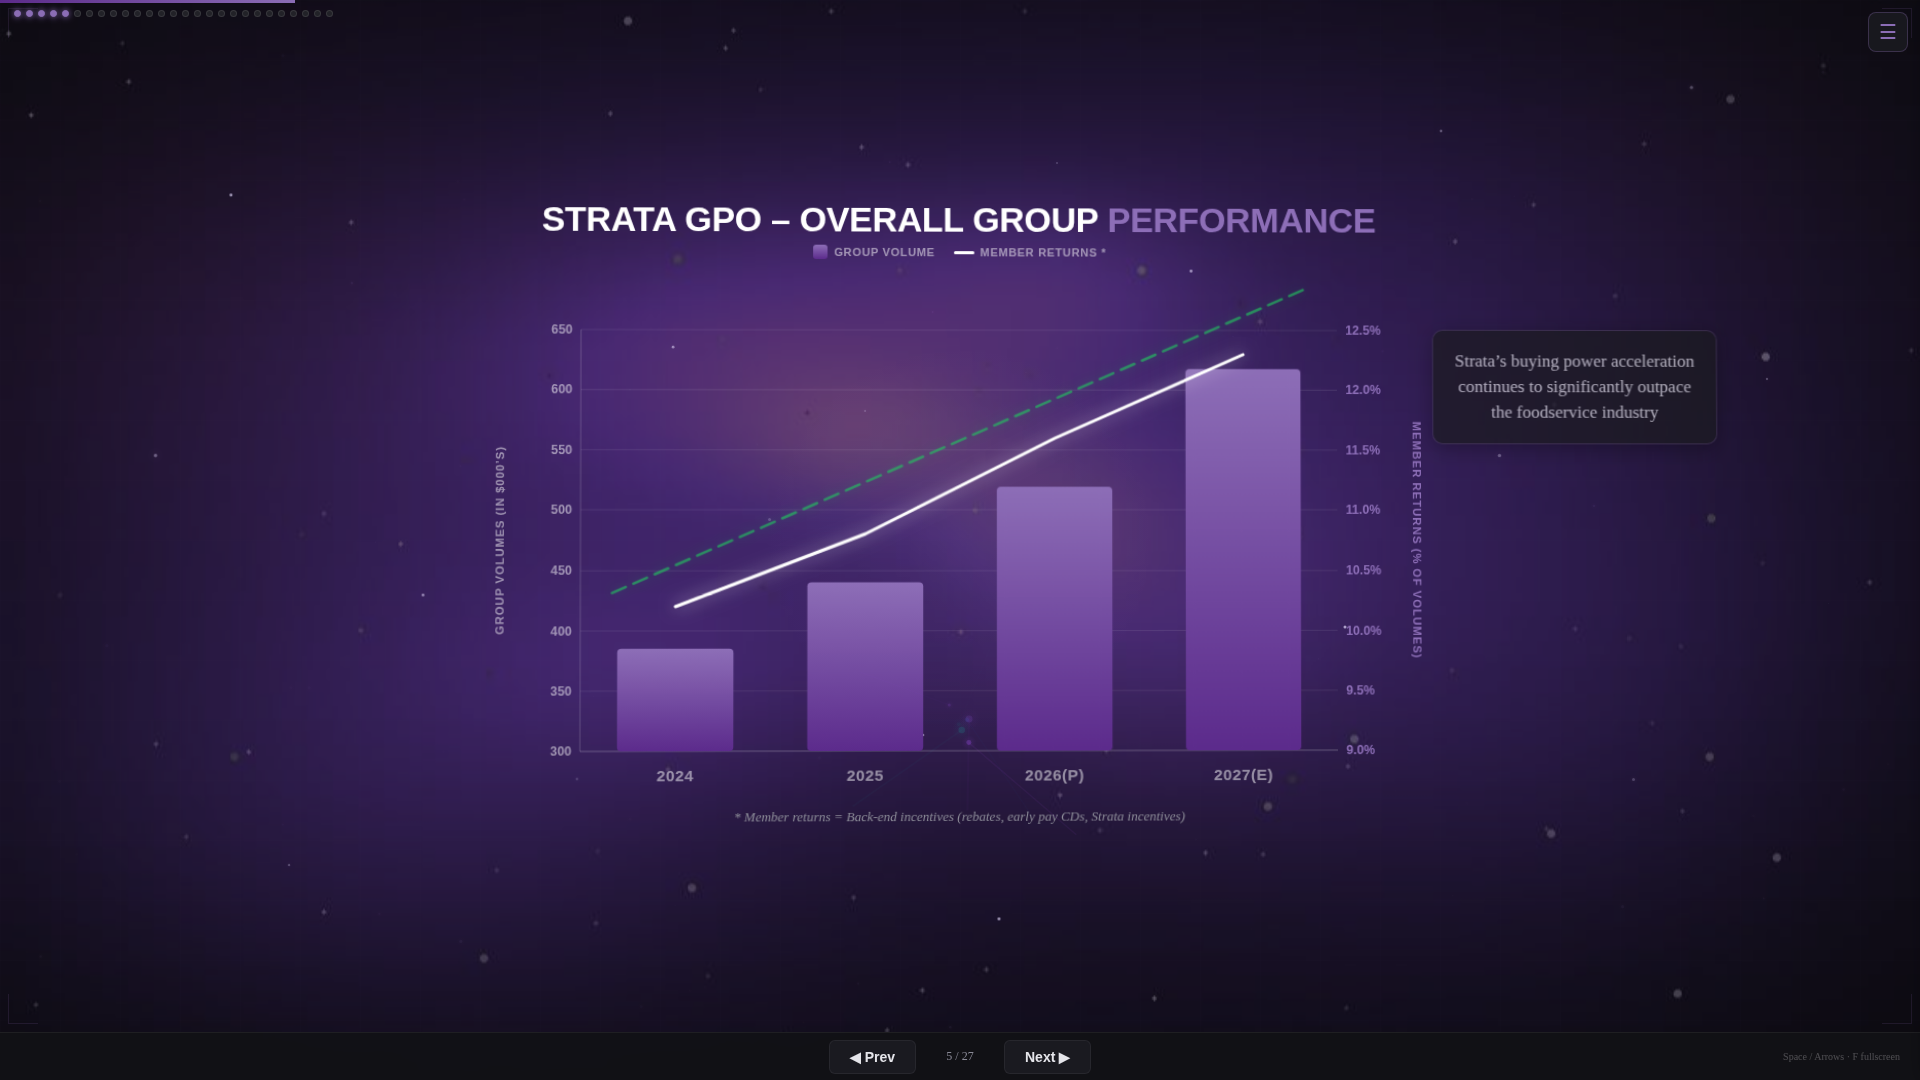 ☰
STRATA GPO – OVERALL GROUP PERFORMANCE
GROUP VOLUME
MEMBER RETURNS *
650
600
550
500
450
400
350
300
GROUP VOLUMES (IN $000'S)
12.5%
12.0%
11.5%
11.0%
10.5%
10.0%
9.5%
9.0%
MEMBER RETURNS (% OF VOLUMES)
Strata’s buying power acceleration
continues to significantly outpace
the foodservice industry
2024
2025
2026(P)
2027(E)
* Member returns = Back-end incentives (rebates, early pay CDs, Strata incentives)
◀ Prev
5 / 27
Next ▶
Space / Arrows · F fullscreen